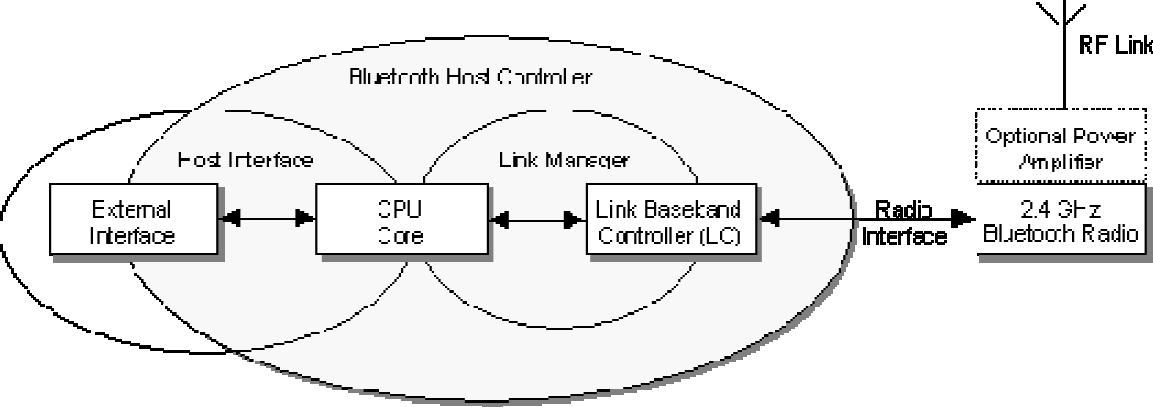 RF Link
Bluetooth Host Controller
Optional Power
Amplifier
Host Interface
Link Manager
External
Interface
CPU
Core
Link Baseband
Controller (LC)
Radio
Interface
2.4 GHz
Bluetooth Radio